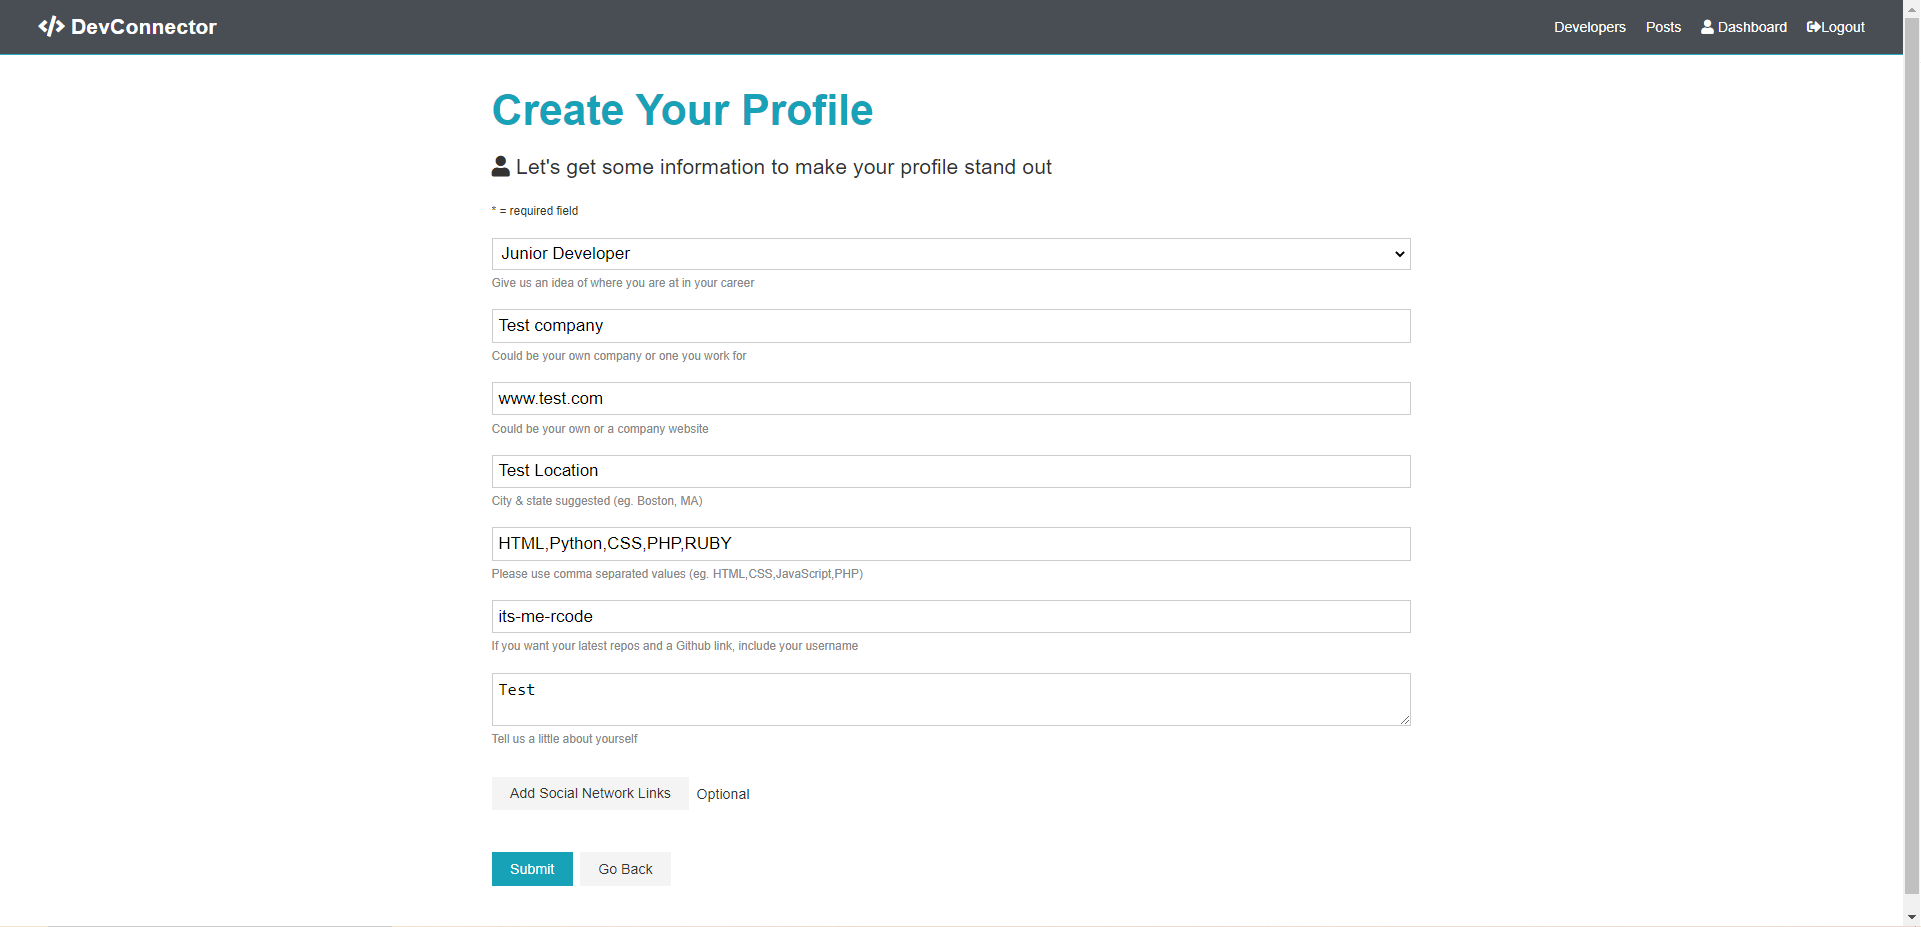 DevConnector
Developers Posts Dashboard Logout
Create Your Profile
Let's get some information to make your profile stand out
* = required field
Junior Developer
Give us an idea of where you are at in your career
Test company
Could be your own company or one you work for
www.test.com
Could be your own or a company website
Test Location
City & state suggested (eg. Boston, MA)
HTML,Python,CSS,PHP,RUBY
Please use comma separated values (eg. HTML,CSS,JavaScript,PHP)
its-me-rcode
If you want your latest repos and a Github link, include your username
Test
Tell us a little about yourself
Add Social Network Links Optional
Submit Go Back